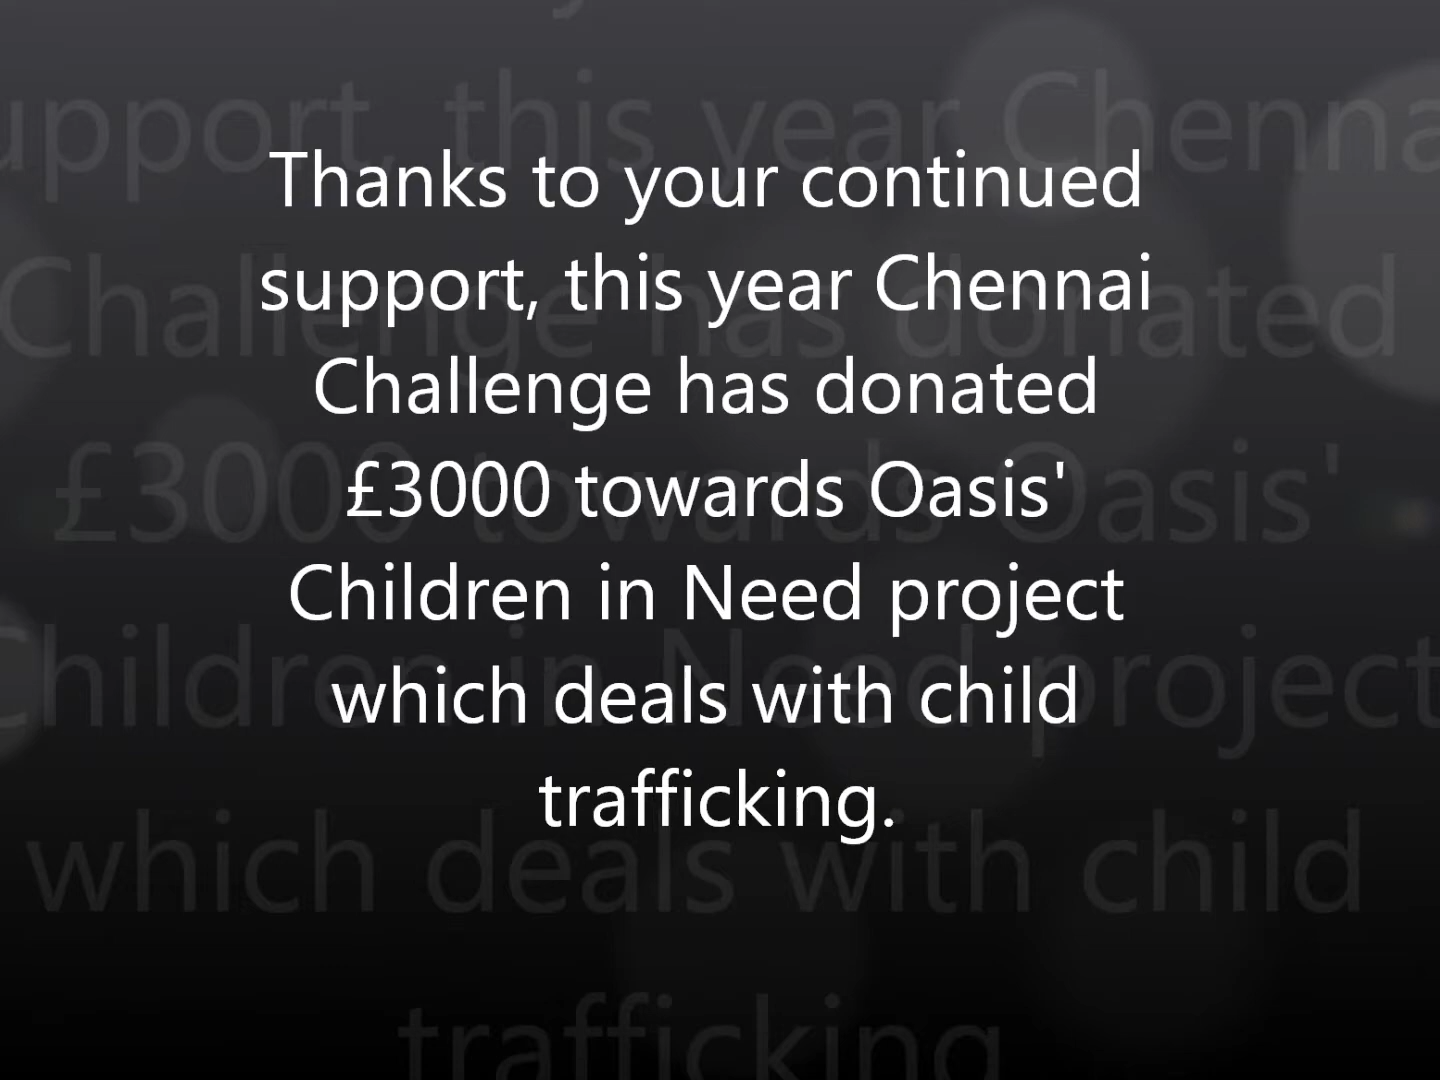 Thanks to your continued
support, this year Chennai
Challenge has donated
£3000 towards Oasis'
Children in Need project
which deals with child
trafficking.